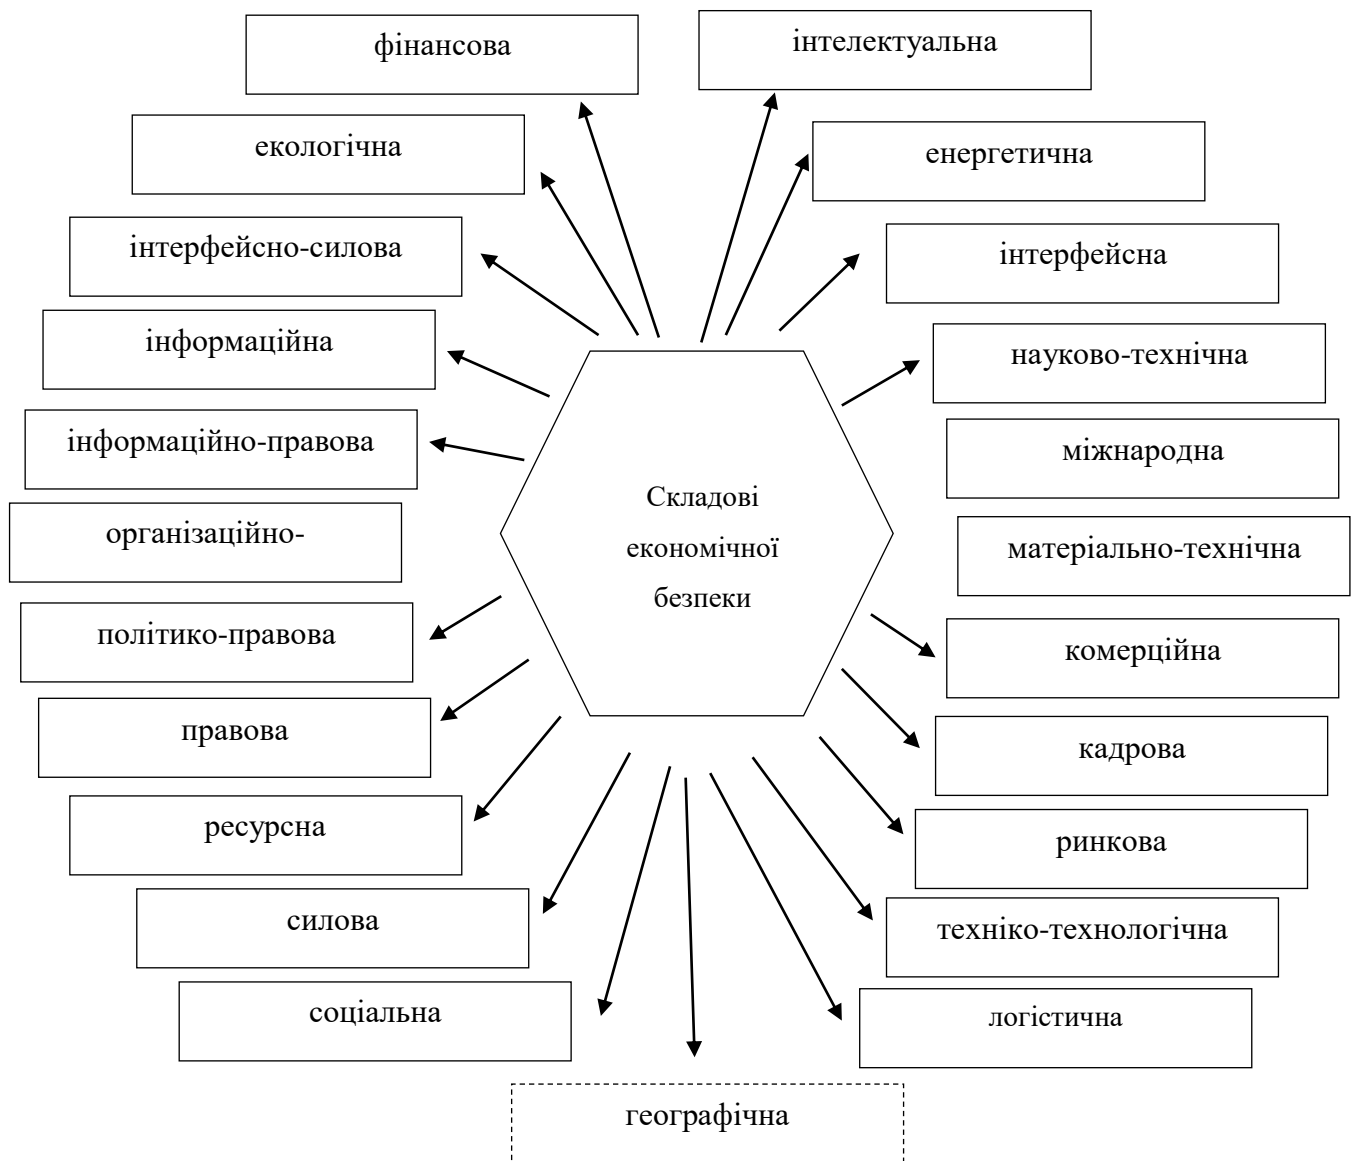 фінансова
інтелектуальна
екологічна
енергетична
інтерфейсно-силова
інтерфейсна
інформаційна
науково-технічна
інформаційно-правова
міжнародна
Складові
економічної
безпеки
організаційно-
матеріально-технічна
політико-правова
комерційна
правова
кадрова
ресурсна
ринкова
силова
техніко-технологічна
соціальна
логістична
географічна